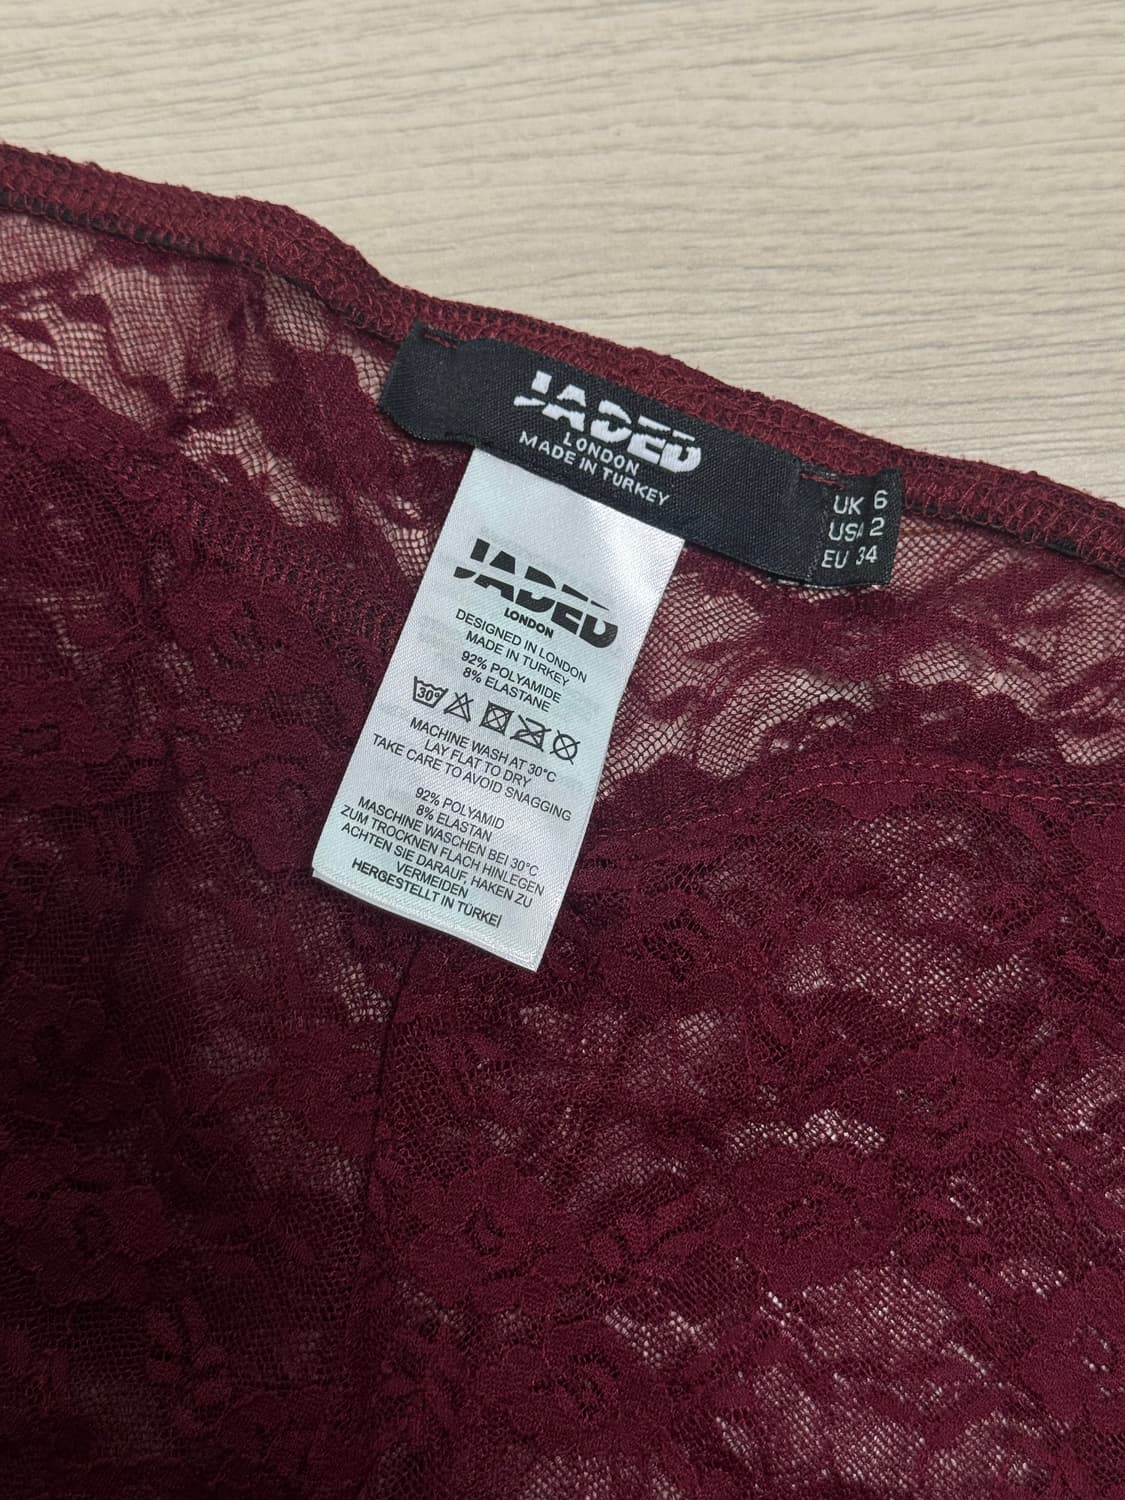 JADED
LONDON
MADE IN TURKEY
UK 6
USA 2
EU 34
JADED
LONDON
DESIGNED IN LONDON
MADE IN TURKEY
92% POLYAMIDE
8% ELASTANE
30°
MACHINE WASH AT 30°C
LAY FLAT TO DRY
TAKE CARE TO AVOID SNAGGING
92% POLYAMID
8% ELASTAN
MASCHINE WASCHEN BEI 30°C
ZUM TROCKNEN FLACH HINLEGEN
ACHTEN SIE DARAUF, HAKEN ZU
VERMEIDEN
HERGESTELLT IN TÜRKEİ